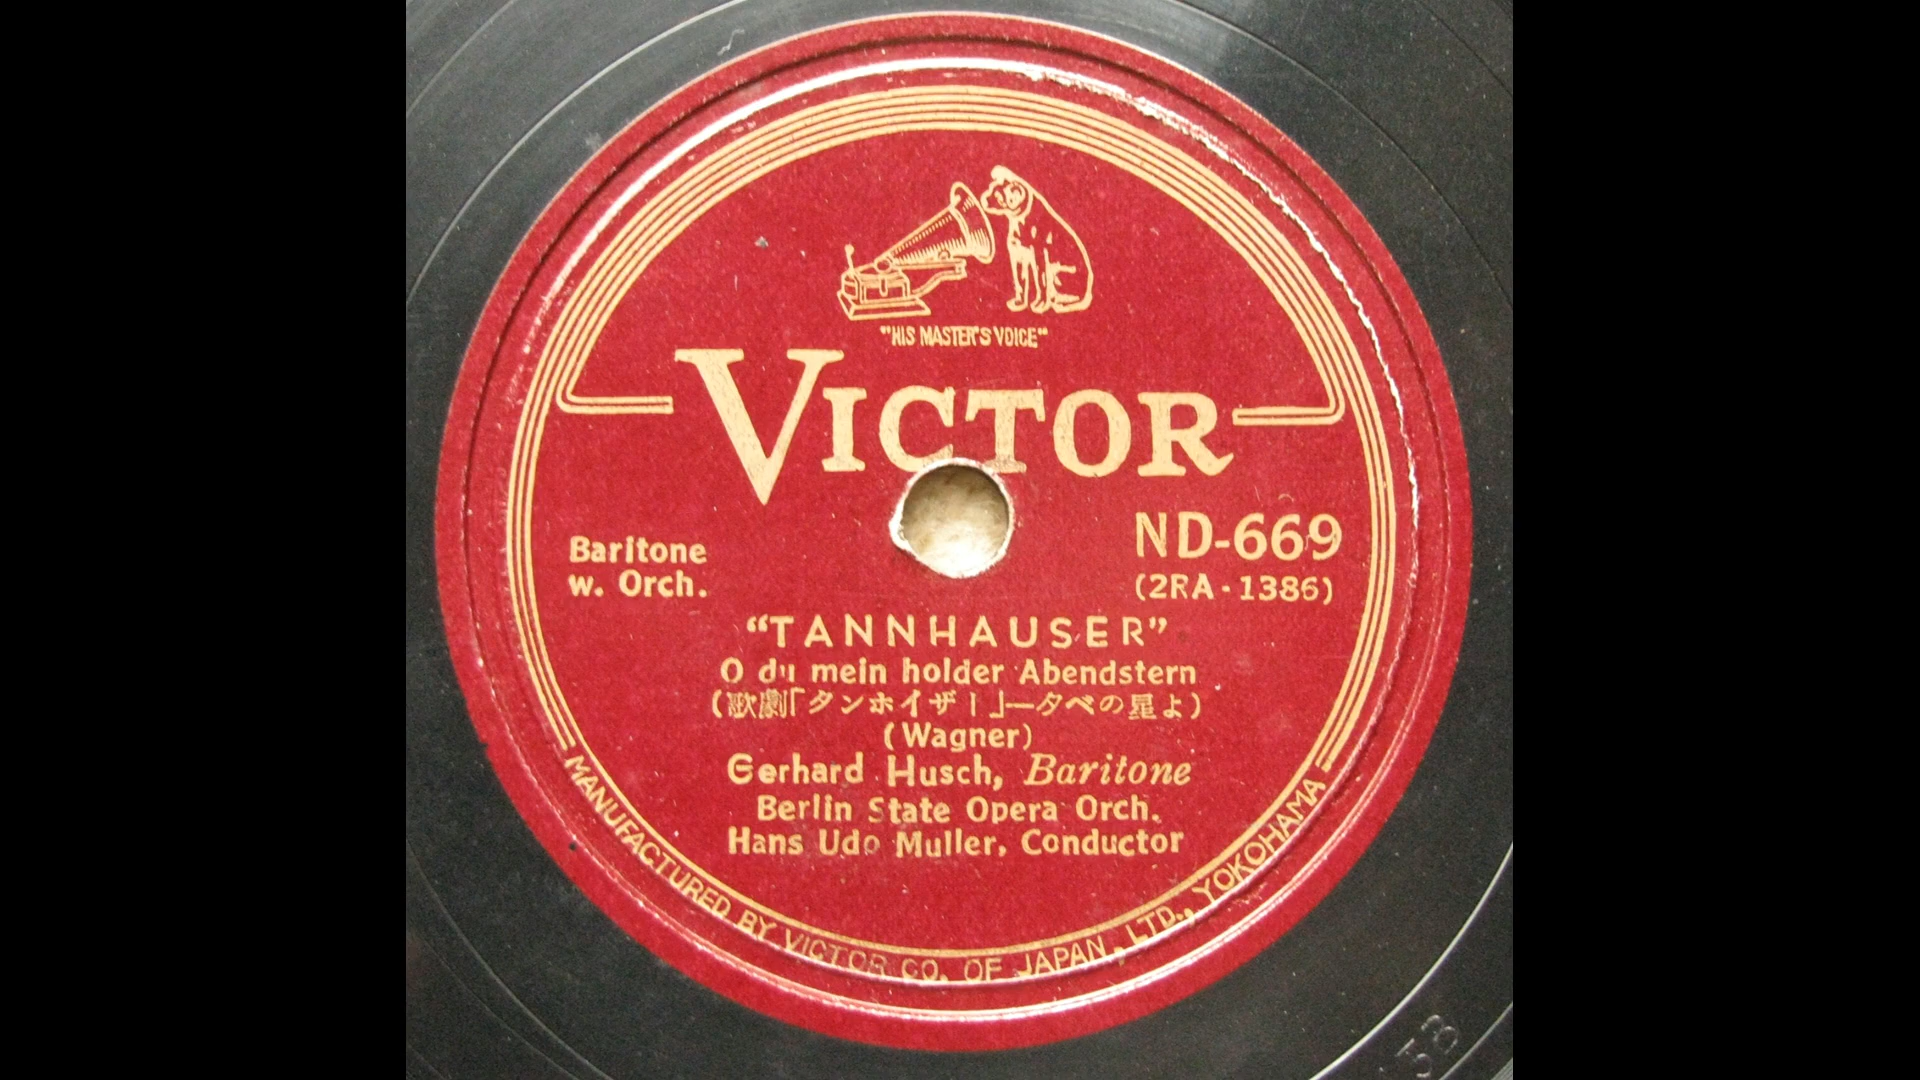 "HIS MASTER'S VOICE"
VICTOR
Baritone
w. Orch.
ND-669
(2RA-1386)
"TANNHAUSER"
O du mein holder Abendstern
(歌劇「タンホイザー」—夕べの星よ)
(Wagner)
Gerhard Husch, Baritone
Berlin State Opera Orch.
Hans Udo Muller, Conductor
MANUFACTURED BY VICTOR CO. OF JAPAN, LTD., YOKOHAMA